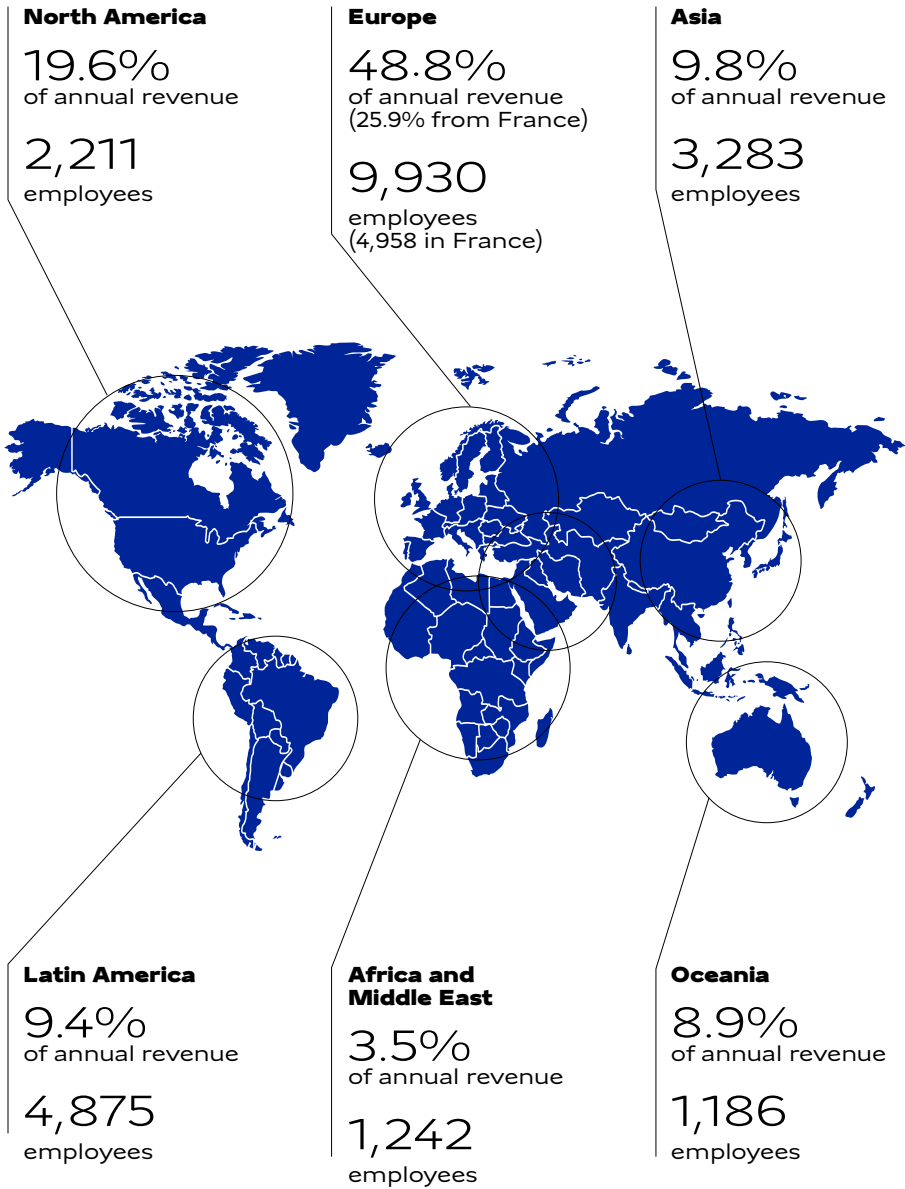 North America
19.6%
of annual revenue
2,211
employees
Europe
48.8%
of annual revenue
(25.9% from France)
9,930
employees
(4,958 in France)
Asia
9.8%
of annual revenue
3,283
employees
Latin America
9.4%
of annual revenue
4,875
employees
Africa and
Middle East
3.5%
of annual revenue
1,242
employees
Oceania
8.9%
of annual revenue
1,186
employees